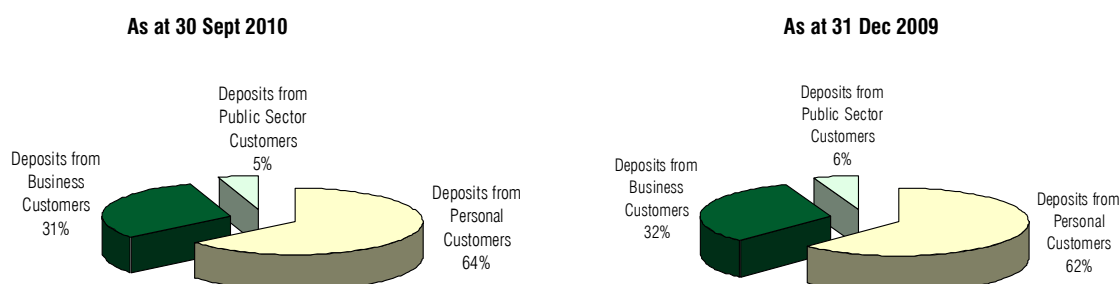 As at 30 Sept 2010
Deposits from
Public Sector
Customers
5%
Deposits from
Business
Customers
31%
Deposits from
Personal
Customers
64%
As at 31 Dec 2009
Deposits from
Public Sector
Customers
6%
Deposits from
Business
Customers
32%
Deposits from
Personal
Customers
62%